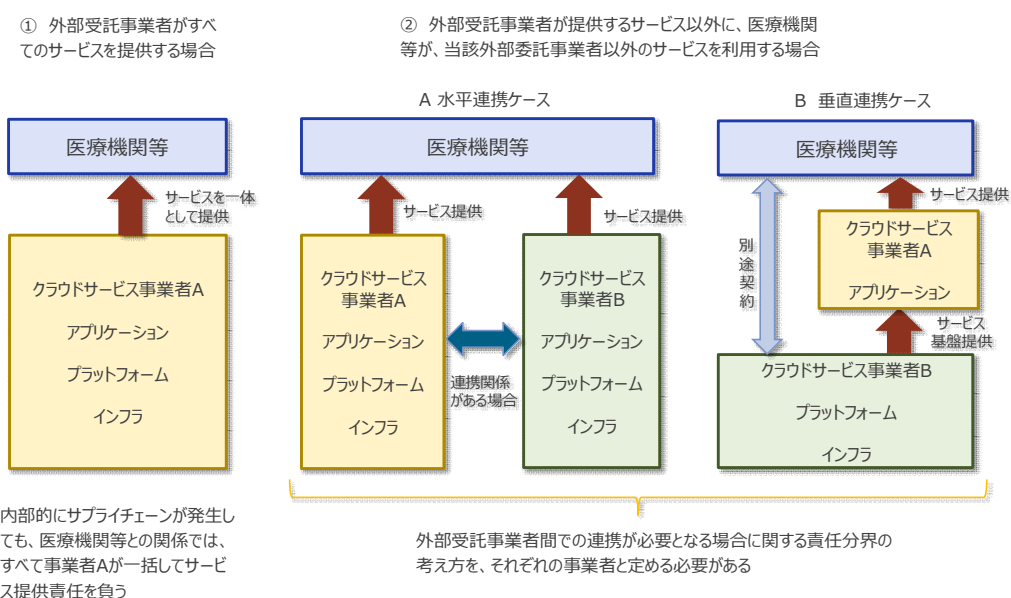 ① 外部受託事業者がすべ
てのサービスを提供する場合
② 外部受託事業者が提供するサービス以外に、医療機関
等が、当該外部委託事業者以外のサービスを利用する場合
A 水平連携ケース
B 垂直連携ケース
医療機関等
サービスを一体
として提供
クラウドサービス事業者A
アプリケーション
プラットフォーム
インフラ
医療機関等
サービス提供
サービス提供
クラウドサービス
事業者A
アプリケーション
プラットフォーム
インフラ
連携関係
がある場合
クラウドサービス
事業者B
アプリケーション
プラットフォーム
インフラ
医療機関等
別途契約
サービス提供
クラウドサービス
事業者A
アプリケーション
サービス
基盤提供
クラウドサービス事業者B
プラットフォーム
インフラ
内部的にサプライチェーンが発生し
ても、医療機関等との関係では、
すべて事業者Aが一括してサービ
ス提供責任を負う
外部受託事業者間での連携が必要となる場合に関する責任分界の
考え方を、それぞれの事業者と定める必要がある